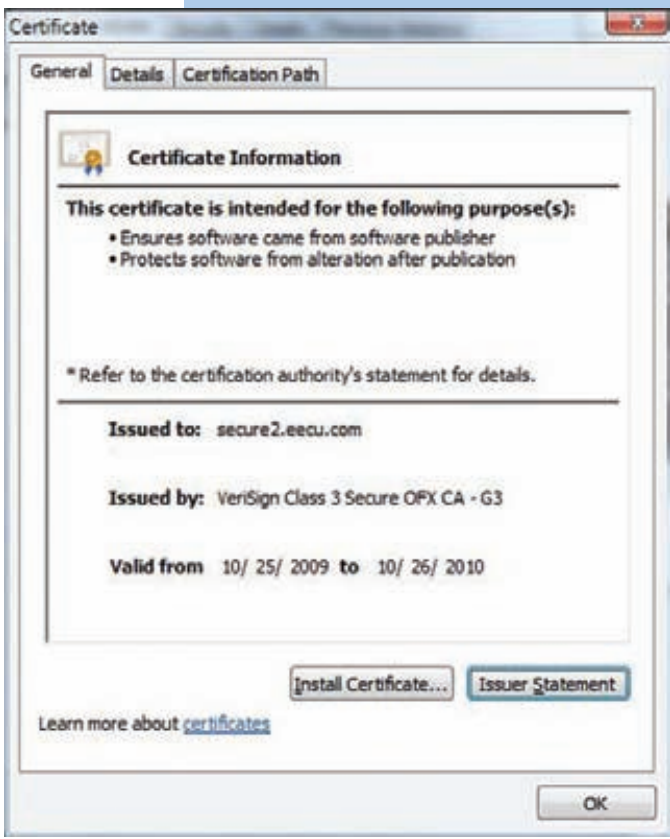 Certificate
General
Details
Certification Path
Certificate Information
This certificate is intended for the following purpose(s):
• Ensures software came from software publisher
• Protects software from alteration after publication
* Refer to the certification authority's statement for details.
Issued to: secure2.eecu.com
Issued by: VeriSign Class 3 Secure OFX CA - G3
Valid from 10/ 25/ 2009 to 10/ 26/ 2010
Install Certificate...
Issuer Statement
Learn more about certificates
OK